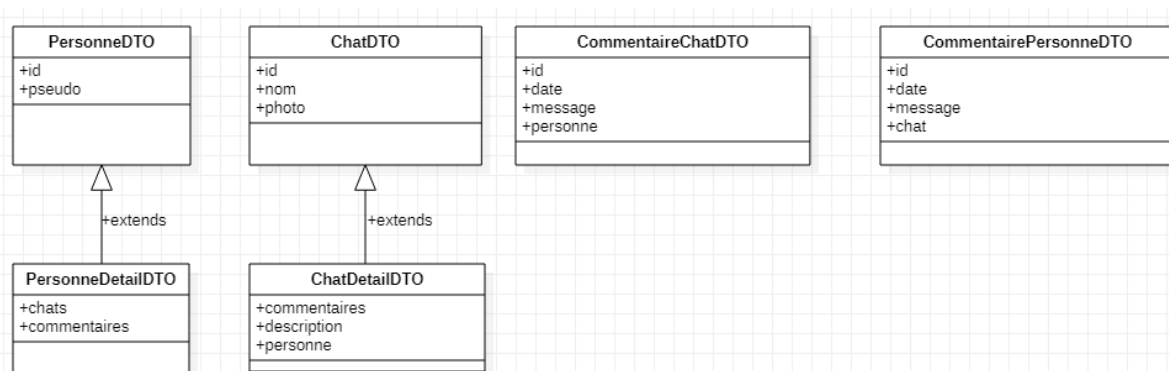 PersonneDTO
+id
+pseudo
ChatDTO
+id
+nom
+photo
CommentaireChatDTO
+id
+date
+message
+personne
CommentairePersonneDTO
+id
+date
+message
+chat
+extends
+extends
PersonneDetailDTO
+chats
+commentaires
ChatDetailDTO
+commentaires
+description
+personne